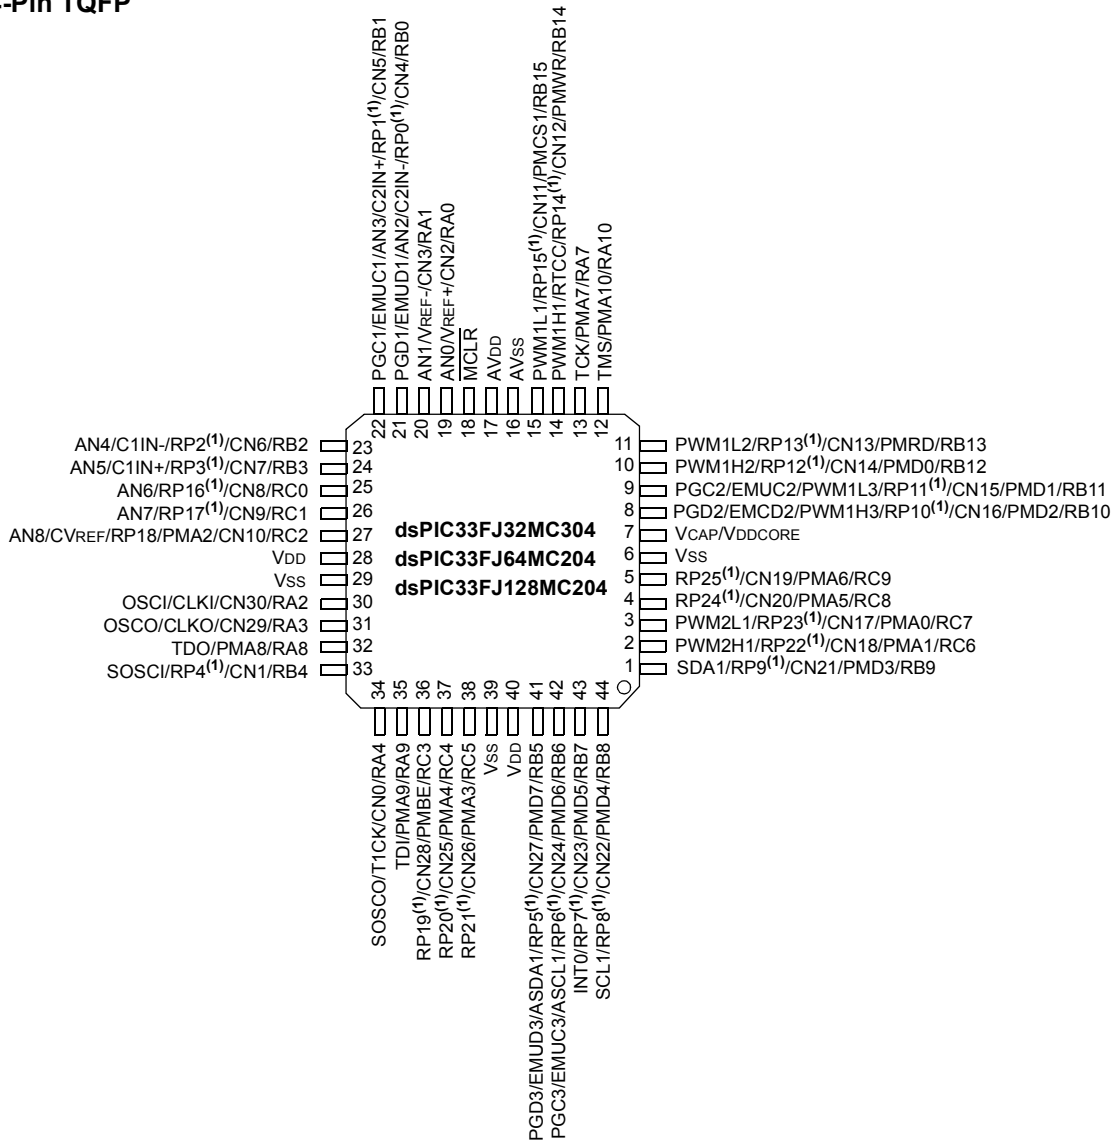 -Pin TQFP
PGC1/EMUC1/AN3/C2IN+/RP1(1)/CN5/RB1
PGD1/EMUD1/AN2/C2IN-/RP0(1)/CN4/RB0
AN1/VREF-/CN3/RA1
AN0/VREF+/CN2/RA0
MCLR
AVDD
AVSS
PWM1L1/RP15(1)/CN11/PMCS1/RB15
PWM1H1/RTCC/RP14(1)/CN12/PMWR/RB14
TCK/PMA7/RA7
TMS/PMA10/RA10
22 21 20 19 18 17 16 15 14 13 12
AN4/C1IN-/RP2(1)/CN6/RB2 23
AN5/C1IN+/RP3(1)/CN7/RB3 24
AN6/RP16(1)/CN8/RC0 25
AN7/RP17(1)/CN9/RC1 26
AN8/CVREF/RP18/PMA2/CN10/RC2 27
VDD 28
VSS 29
OSCI/CLKI/CN30/RA2 30
OSCO/CLKO/CN29/RA3 31
TDO/PMA8/RA8 32
SOSCI/RP4(1)/CN1/RB4 33
dsPIC33FJ32MC304
dsPIC33FJ64MC204
dsPIC33FJ128MC204
11 PWM1L2/RP13(1)/CN13/PMRD/RB13
10 PWM1H2/RP12(1)/CN14/PMD0/RB12
9 PGC2/EMUC2/PWM1L3/RP11(1)/CN15/PMD1/RB11
8 PGD2/EMCD2/PWM1H3/RP10(1)/CN16/PMD2/RB10
7 VCAP/VDDCORE
6 VSS
5 RP25(1)/CN19/PMA6/RC9
4 RP24(1)/CN20/PMA5/RC8
3 PWM2L1/RP23(1)/CN17/PMA0/RC7
2 PWM2H1/RP22(1)/CN18/PMA1/RC6
1 SDA1/RP9(1)/CN21/PMD3/RB9
34 35 36 37 38 39 40 41 42 43 44
SOSCO/T1CK/CN0/RA4
TDI/PMA9/RA9
RP19(1)/CN28/PMBE/RC3
RP20(1)/CN25/PMA4/RC4
RP21(1)/CN26/PMA3/RC5
VSS
VDD
PGD3/EMUD3/ASDA1/RP5(1)/CN27/PMD7/RB5
PGC3/EMUC3/ASCL1/RP6(1)/CN24/PMD6/RB6
INT0/RP7(1)/CN23/PMD5/RB7
SCL1/RP8(1)/CN22/PMD4/RB8